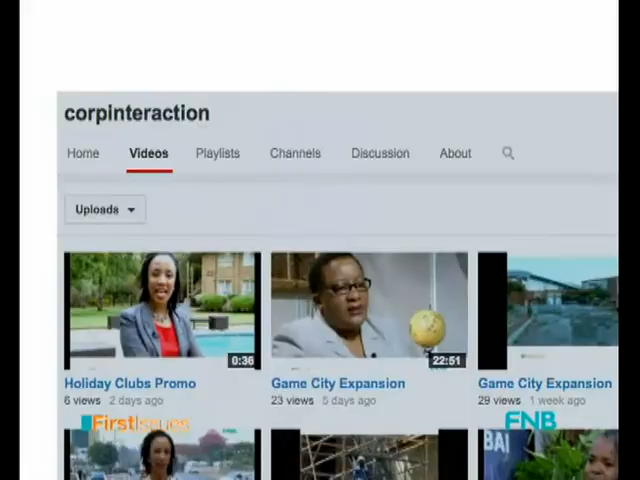 corpinteraction
Home Videos Playlists Channels Discussion About
Uploads
0:36 22:51
Holiday Clubs Promo Game City Expansion Game City Expansion
6 views 2 days ago 23 views 5 days ago 29 views 1 week ago
FirstIssues FNB
BAI